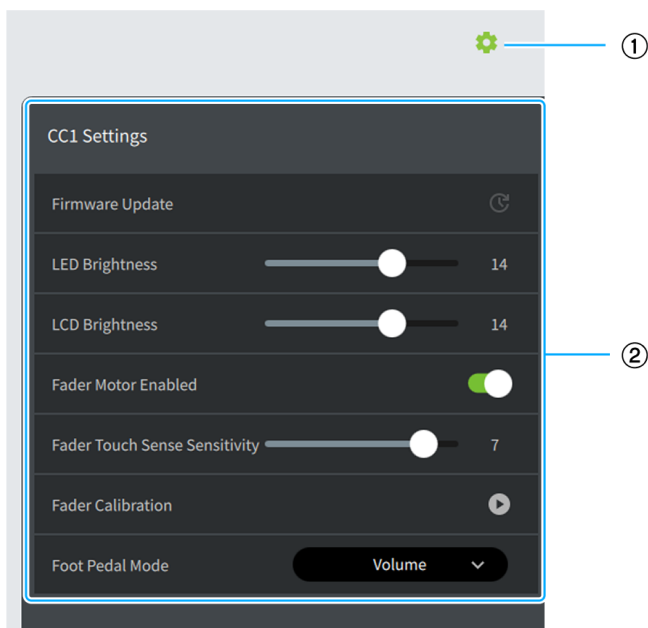 ①
CC1 Settings
Firmware Update
LED Brightness 14
LCD Brightness 14
②
Fader Motor Enabled
Fader Touch Sense Sensitivity 7
Fader Calibration
Foot Pedal Mode Volume